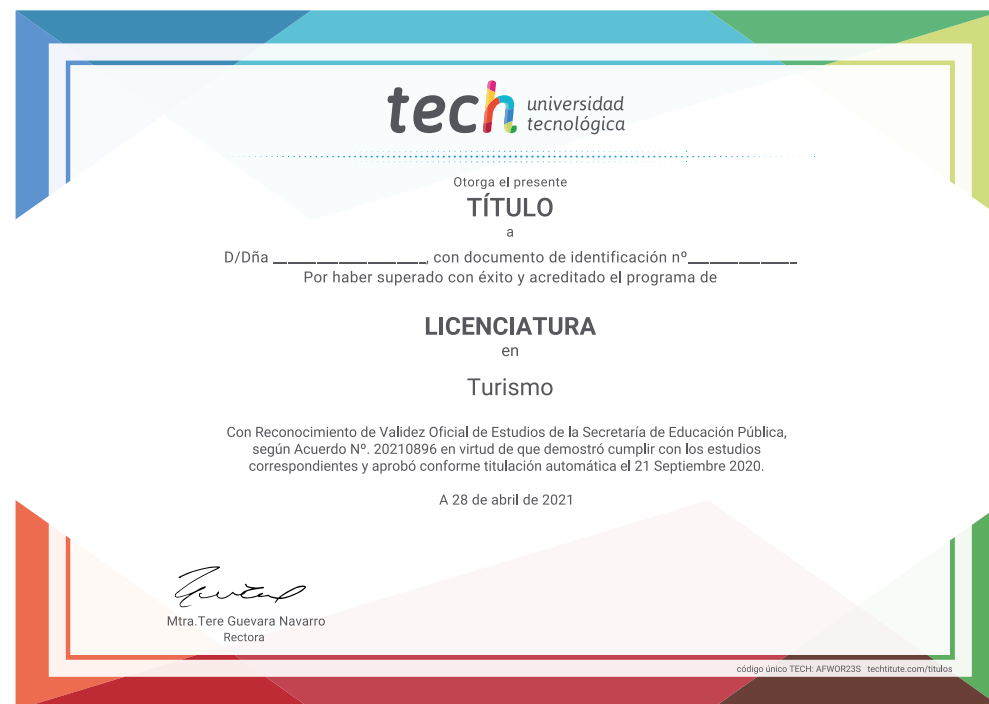 tech universidad
tecnológica
Otorga el presente
TÍTULO
a
D/Dña ____________________, con documento de identificación nº______________
Por haber superado con éxito y acreditado el programa de
LICENCIATURA
en
Turismo
Con Reconocimiento de Validez Oficial de Estudios de la Secretaría de Educación Pública,
según Acuerdo Nº. 20210896 en virtud de que demostró cumplir con los estudios
correspondientes y aprobó conforme titulación automática el 21 Septiembre 2020.
A 28 de abril de 2021
Mtra.Tere Guevara Navarro
Rectora
código único TECH: AFWOR23S techtitute.com/titulos